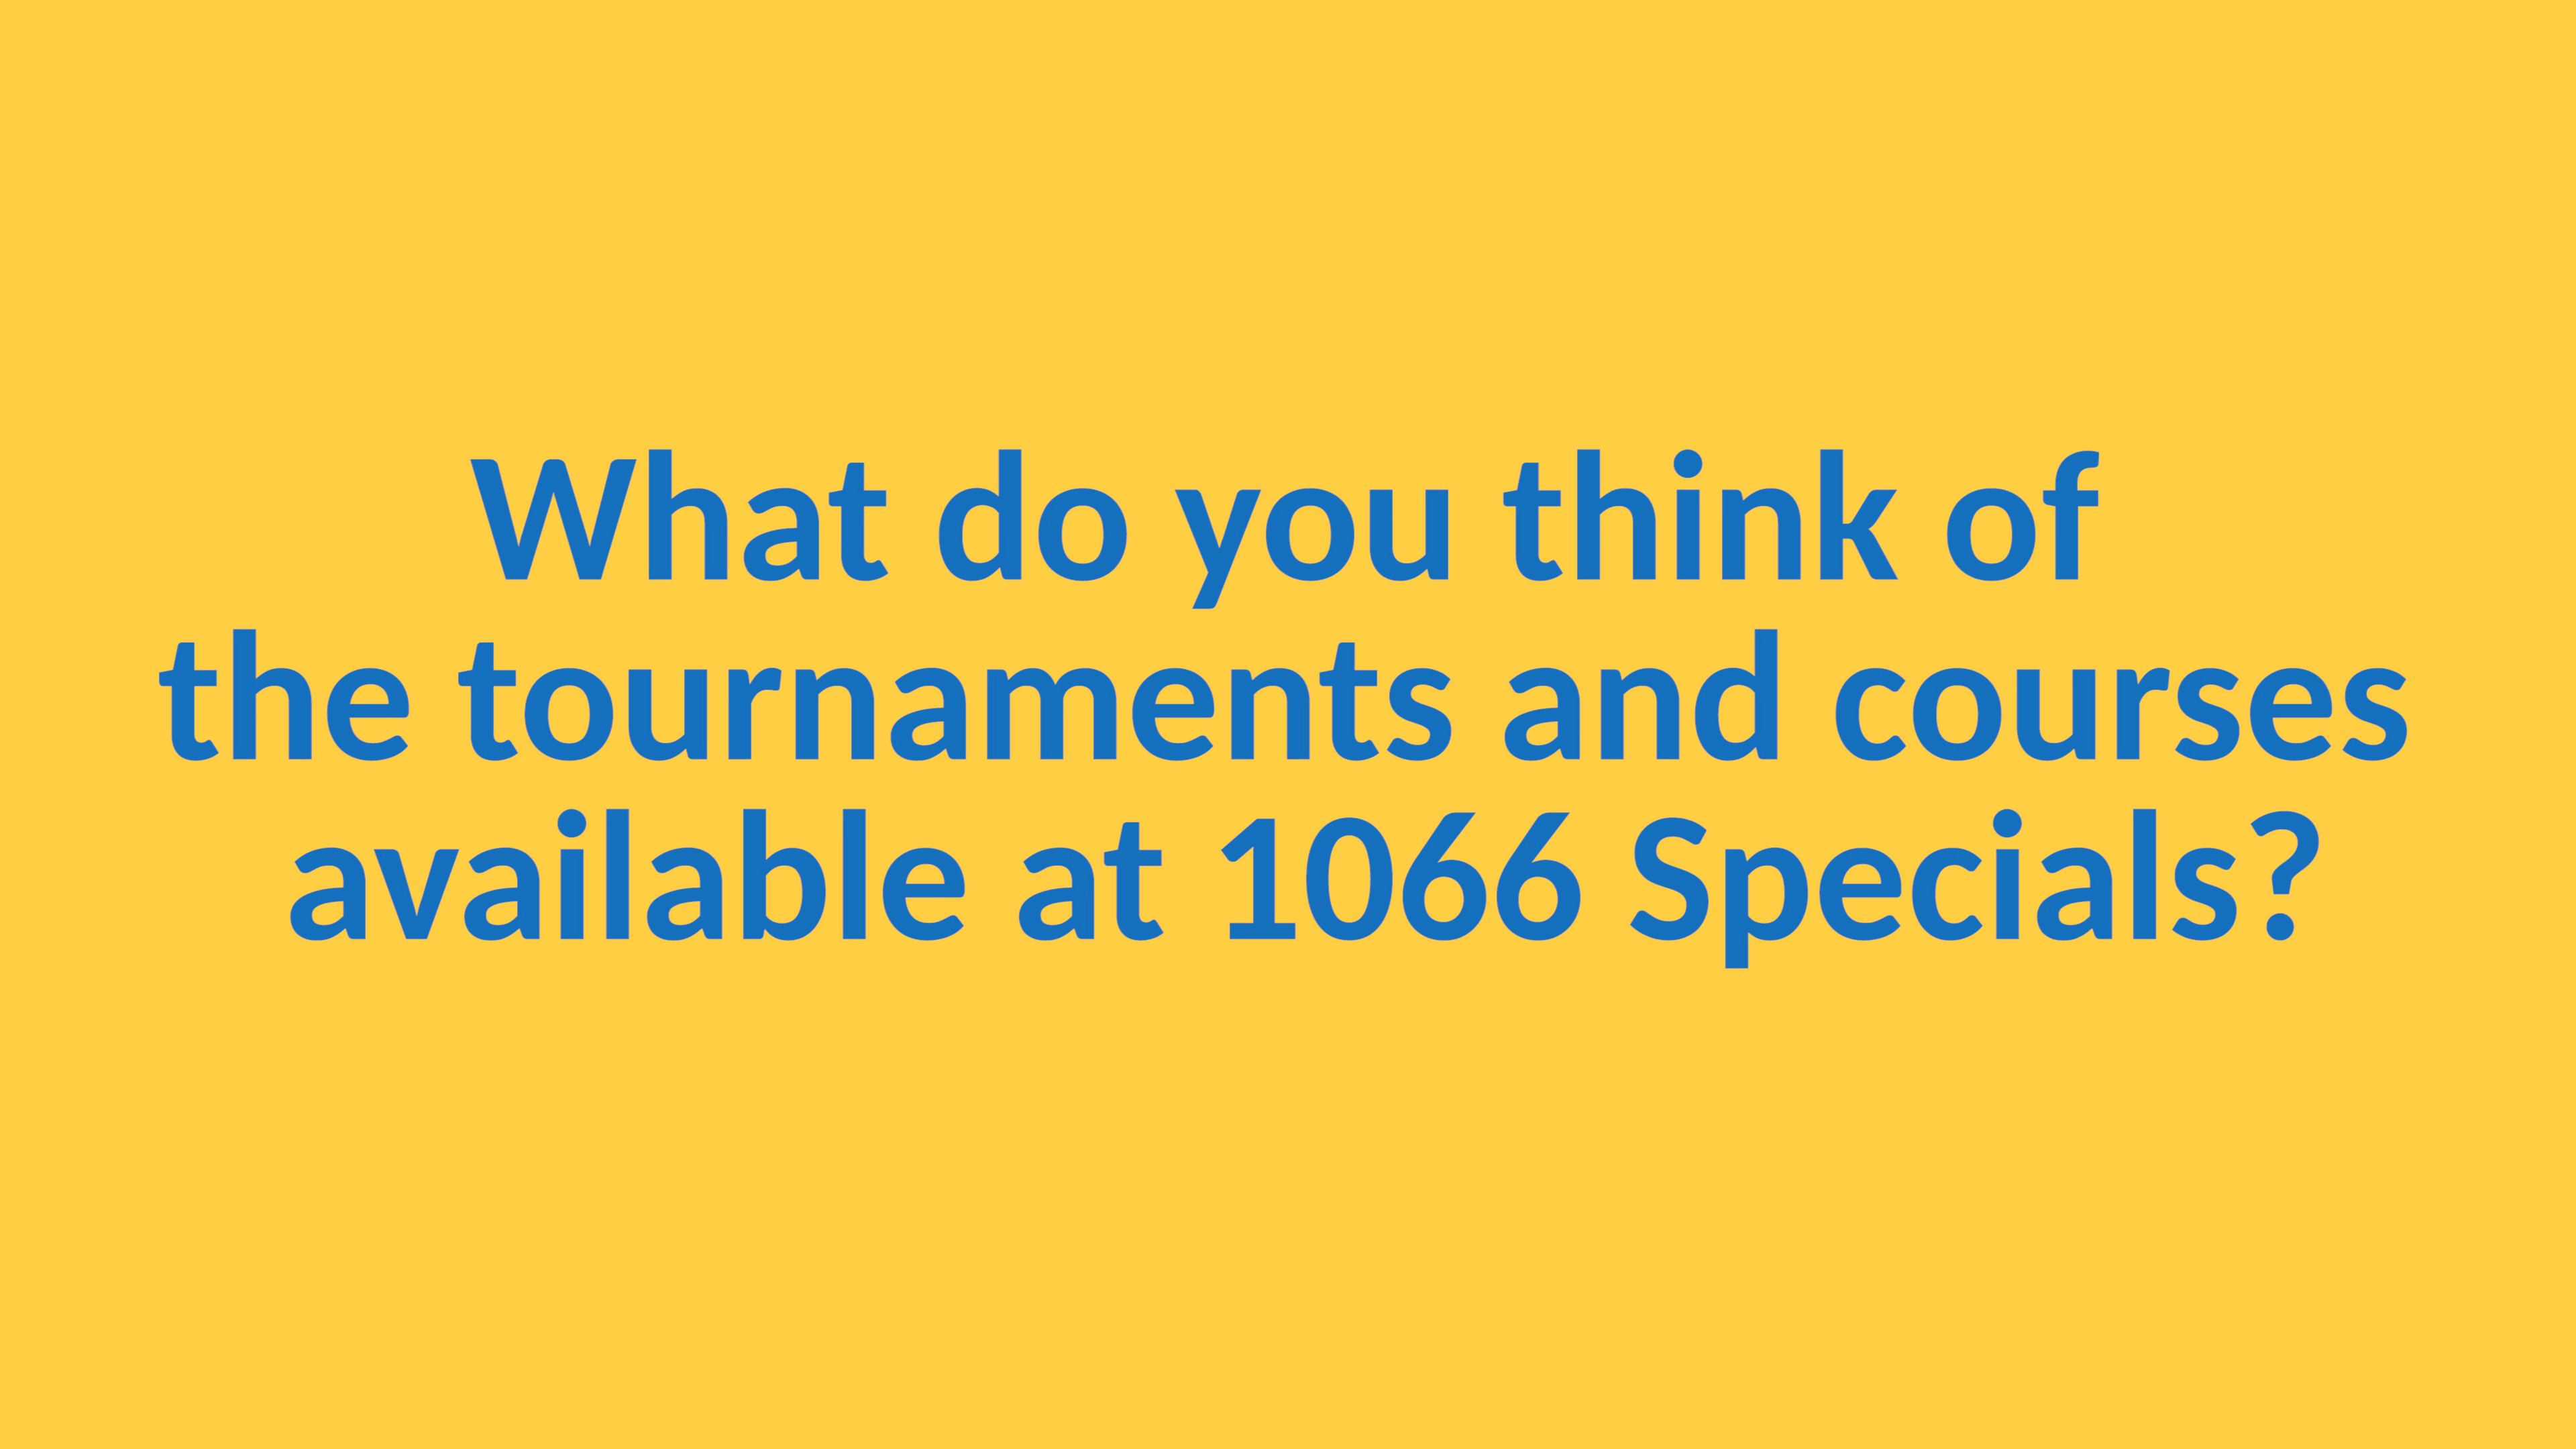 What do you think of
the tournaments and courses
available at 1066 Specials?